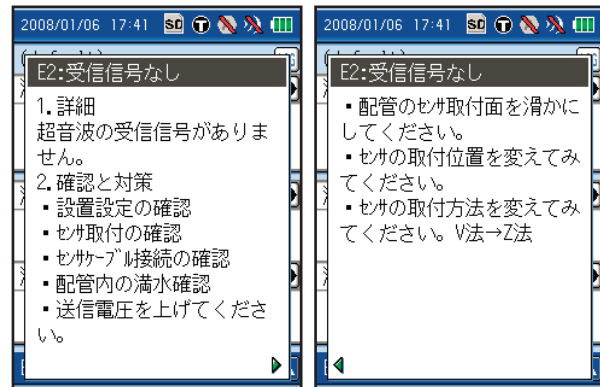 2008/01/06 17:41 SD T
E2:受信信号なし
1.詳細
超音波の受信信号がありま
せん。
2.確認と対策
▪設置設定の確認
▪ｾﾝｻ取付の確認
▪ｾﾝｻｹｰﾌﾞﾙ接続の確認
▪配管内の満水確認
▪送信電圧を上げてくださ
い。
2008/01/06 17:41 SD T
E2:受信信号なし
▪配管のｾﾝｻ取付面を滑かに
してください。
▪ｾﾝｻの取付位置を変えてみ
てください。
▪ｾﾝｻの取付方法を変えてみ
てください。V法→Z法